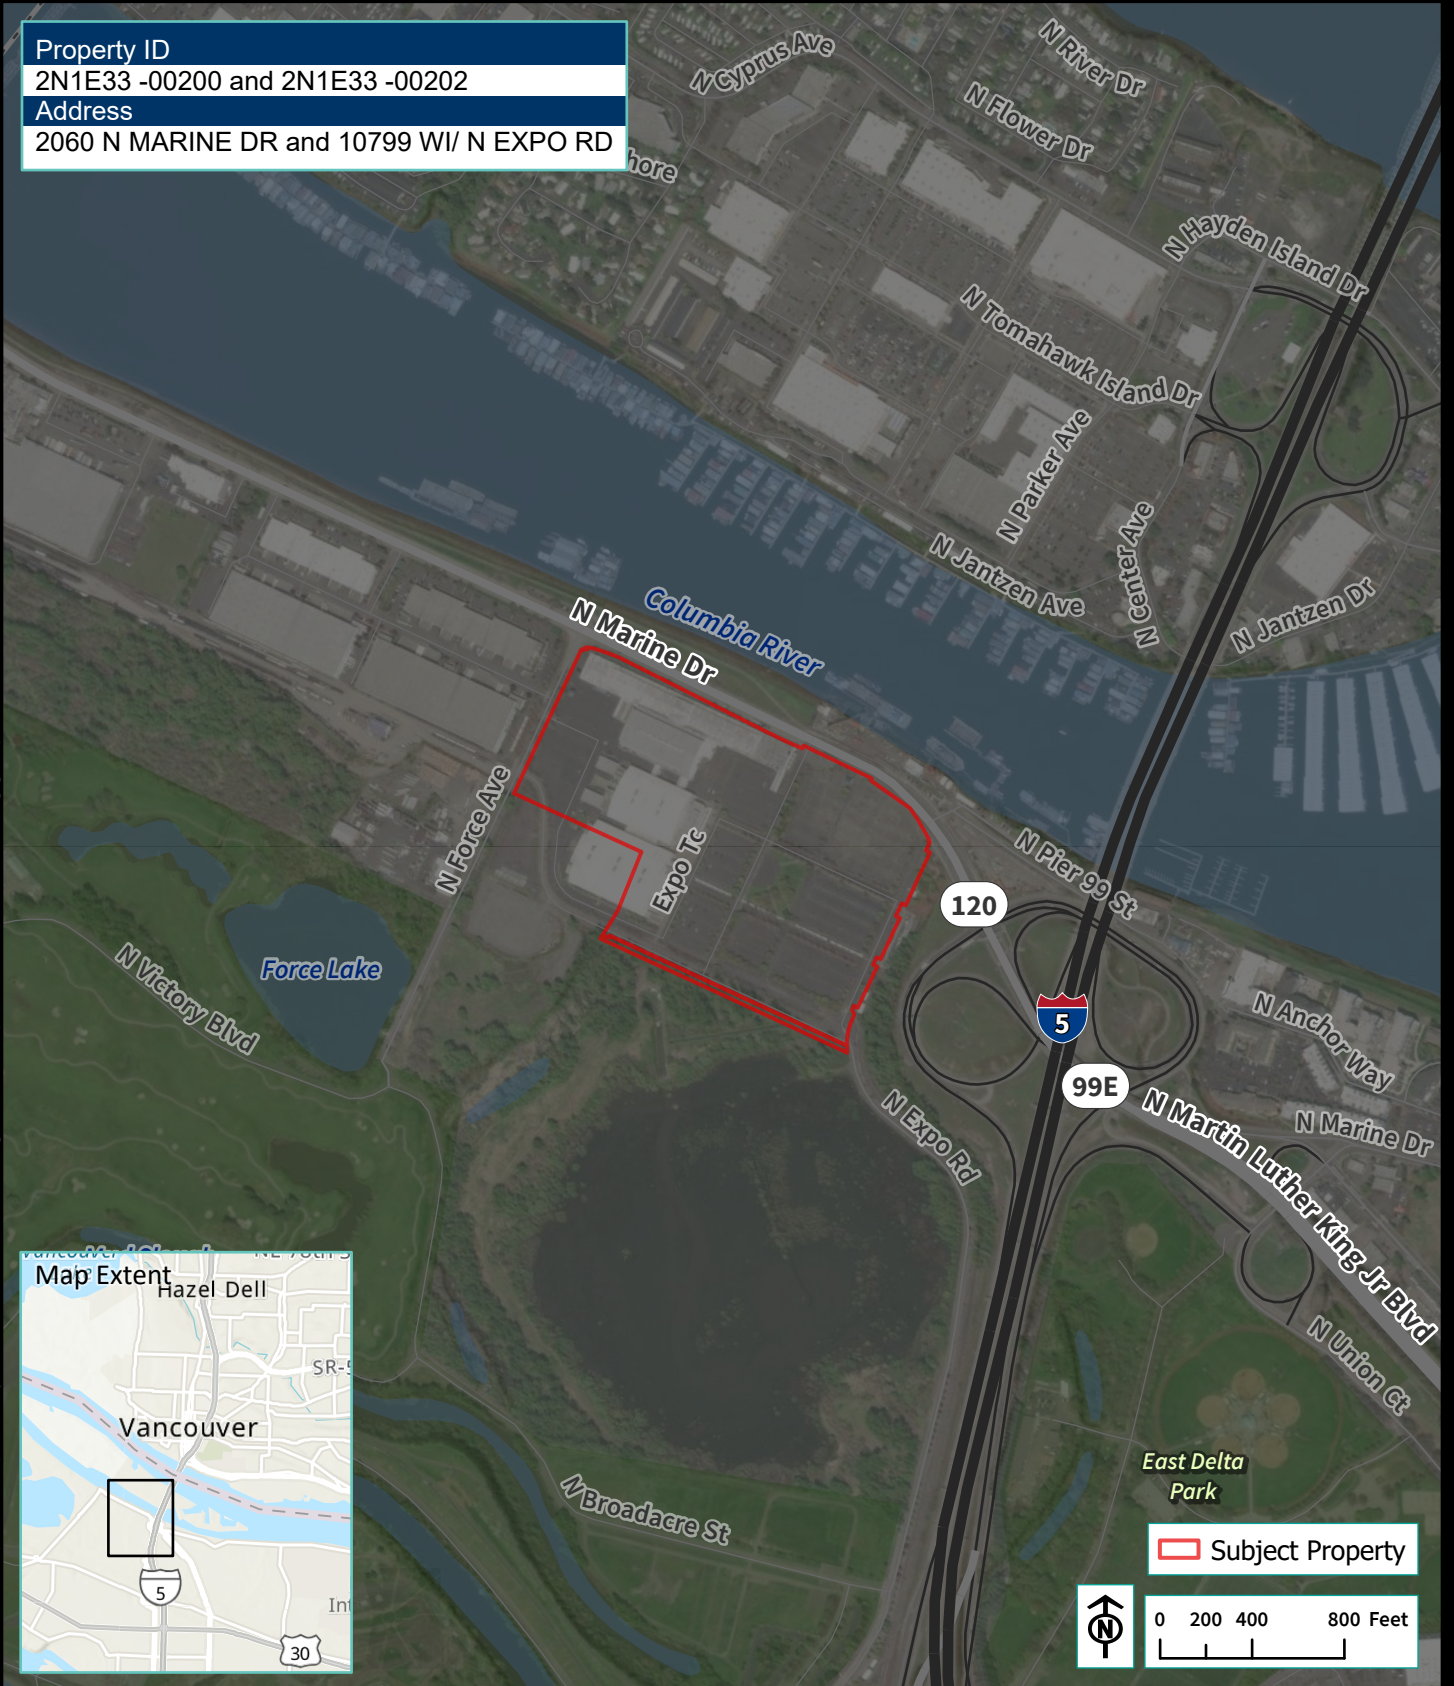 Property ID
2N1E33 -00200 and 2N1E33 -00202
Address
2060 N MARINE DR and 10799 WI/ N EXPO RD
N Cyprus Ave
N River Dr
N Flower Dr
N Hayden Island Dr
N Tomahawk Island Dr
N Parker Ave
N Center Ave
N Jantzen Ave
N Jantzen Dr
Columbia River
N Marine Dr
N Force Ave
Expo Tc
N Pier 99 St
120
Force Lake
N Victory Blvd
5
99E
N Anchor Way
N Marine Dr
N Expo Rd
N Martin Luther King Jr Blvd
N Union Ct
East Delta
Park
N Broadacre St
Map Extent
Hazel Dell
Vancouver
5
30
Subject Property
N
0 200 400 800 Feet